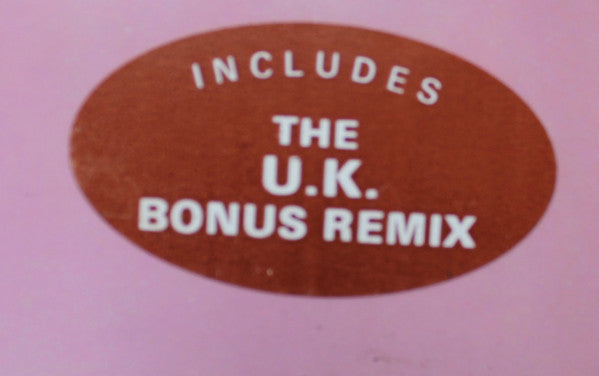 INCLUDES
THE
U.K.
BONUS REMIX